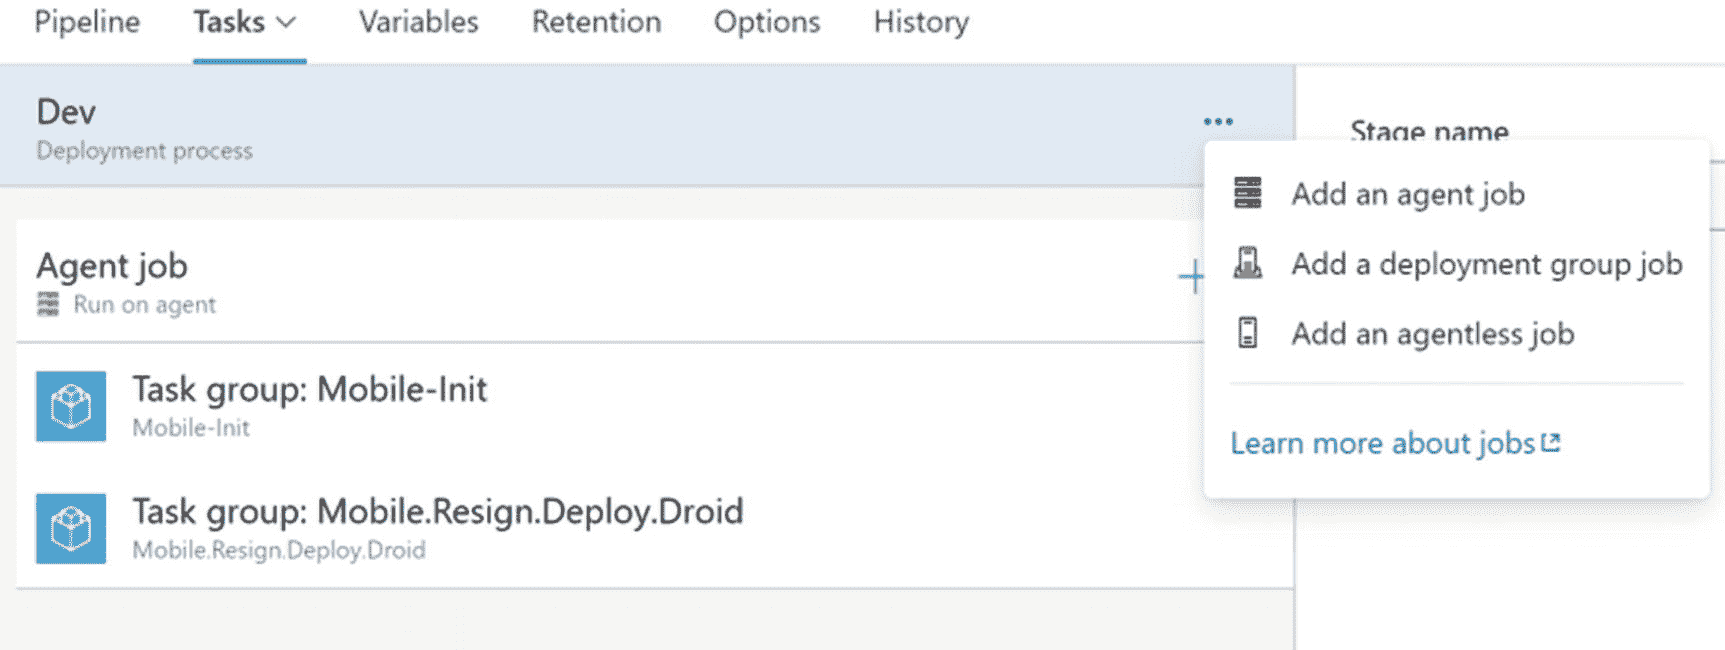 Pipeline Tasks Variables Retention Options History
Dev
Deployment process
Stage name
Add an agent job
Add a deployment group job
Add an agentless job
Learn more about jobs
Agent job
Run on agent
Task group: Mobile-Init
Mobile-Init
Task group: Mobile.Resign.Deploy.Droid
Mobile.Resign.Deploy.Droid